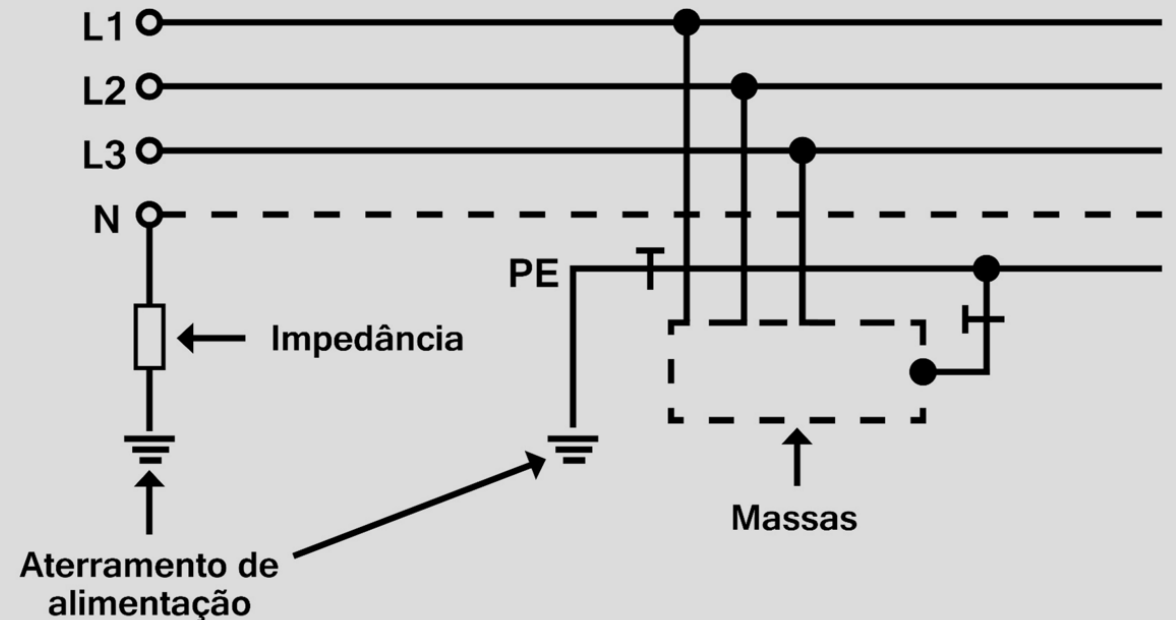 L1
L2
L3
N
PE
Impedância
Massas
Aterramento de
alimentação